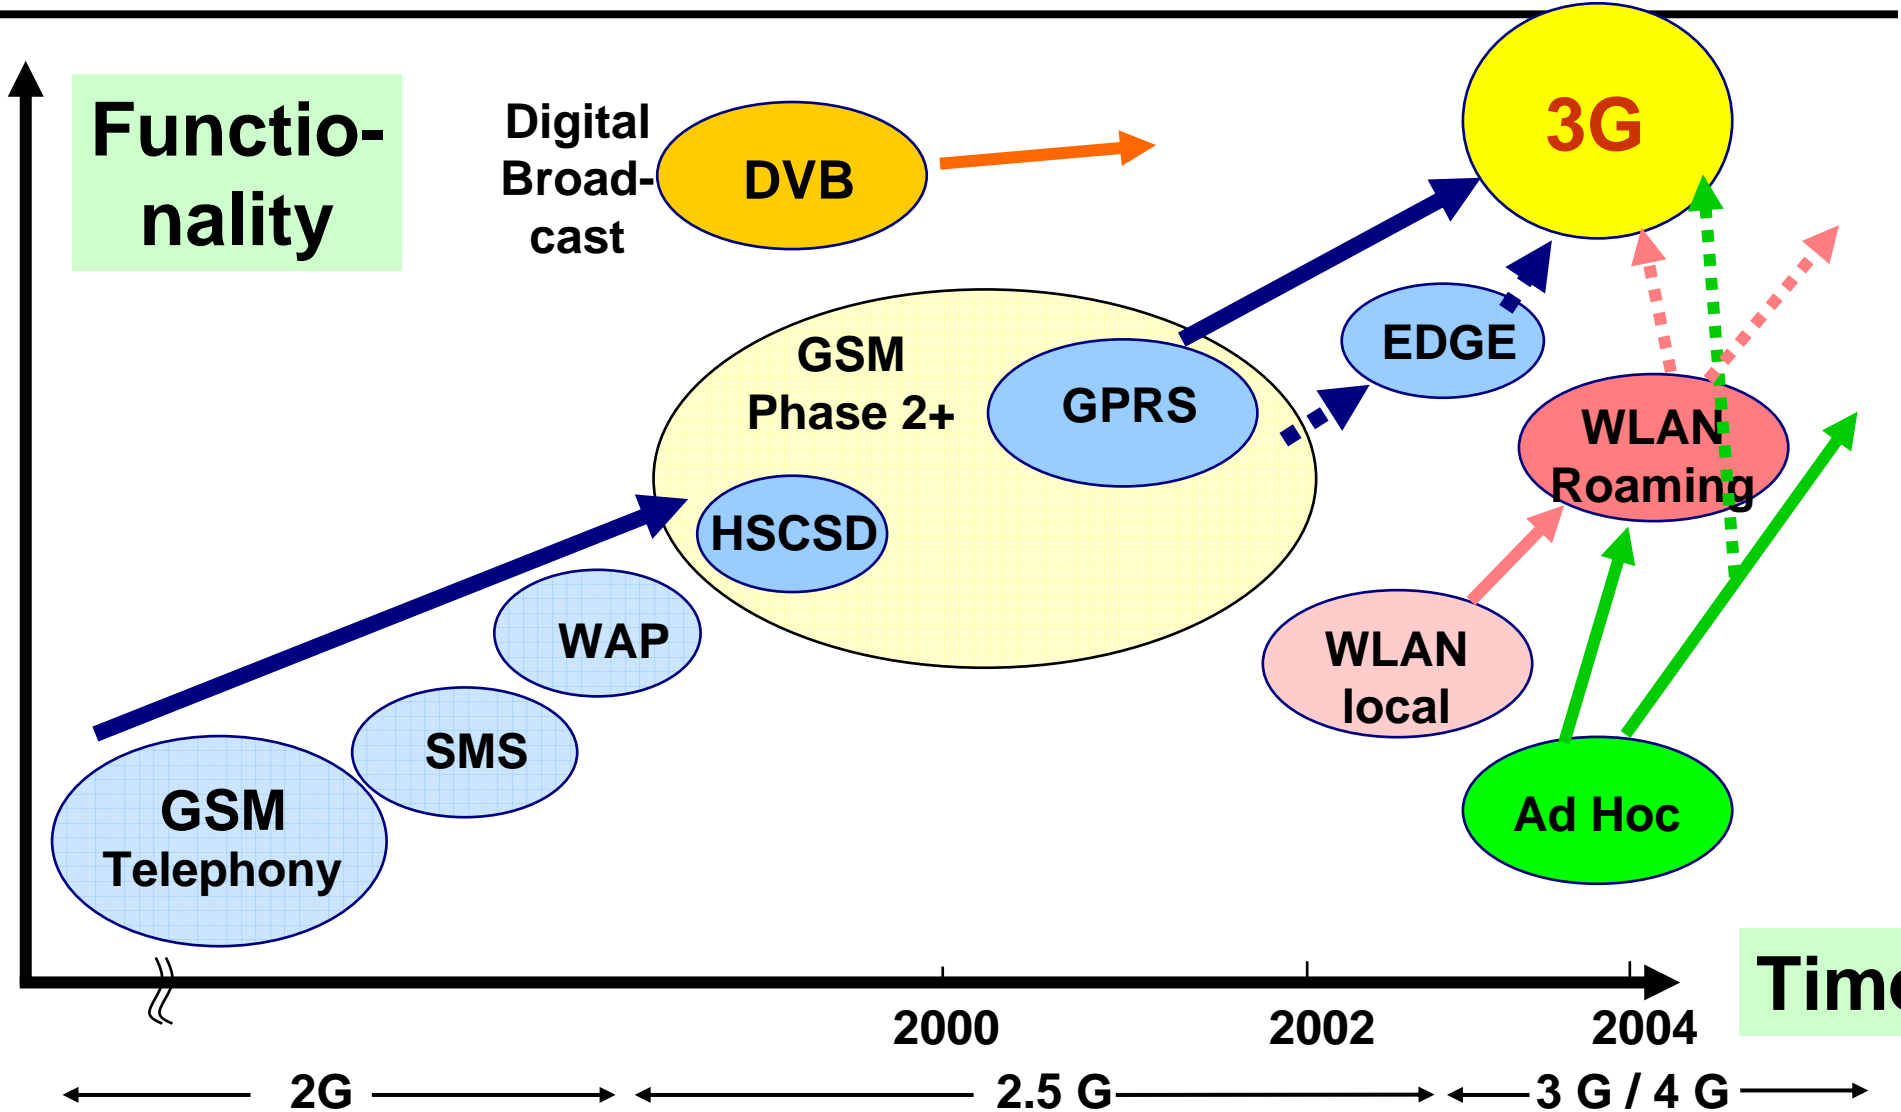 Functio-
nality
Digital
Broad-
cast
DVB
3G
GSM
Phase 2+
GPRS
EDGE
HSCSD
WLAN
Roaming
WAP
WLAN
local
SMS
GSM
Telephony
Ad Hoc
Time
2000
2002
2004
2G
2.5 G
3 G / 4 G